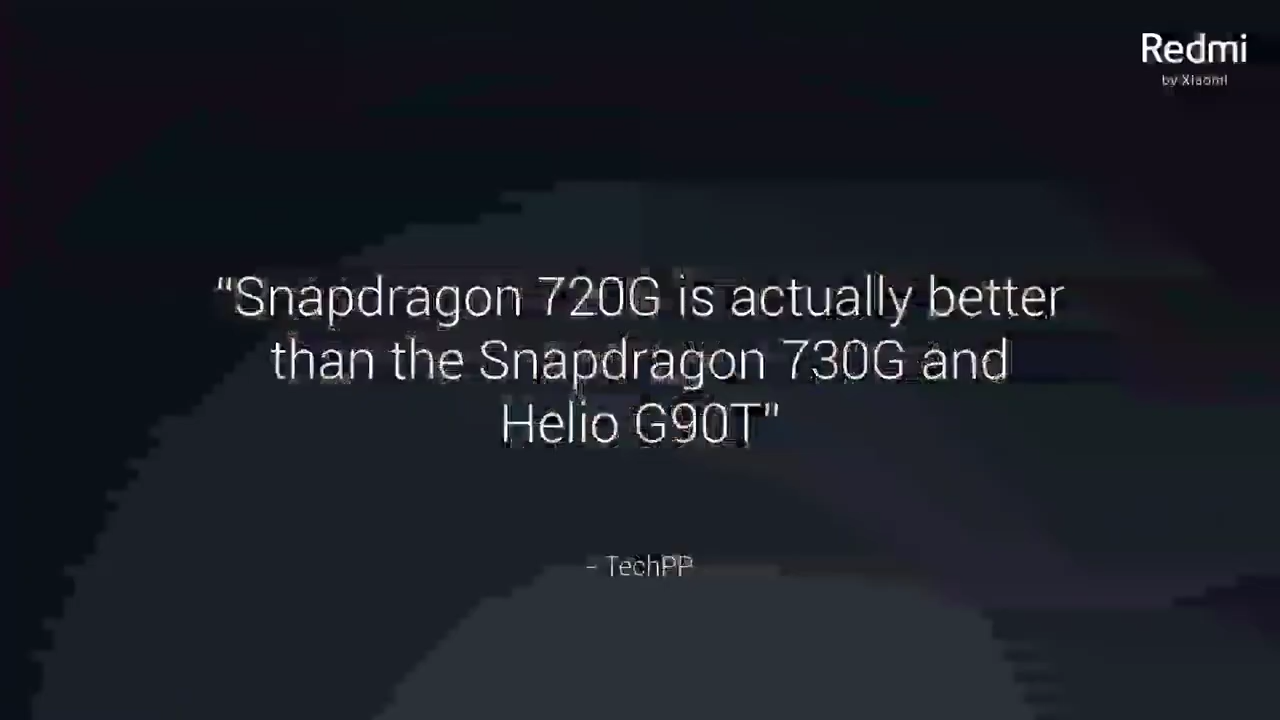 Redmi
by Xiaomi
“Snapdragon 720G is actually better
than the Snapdragon 730G and
Helio G90T"
- TechPP